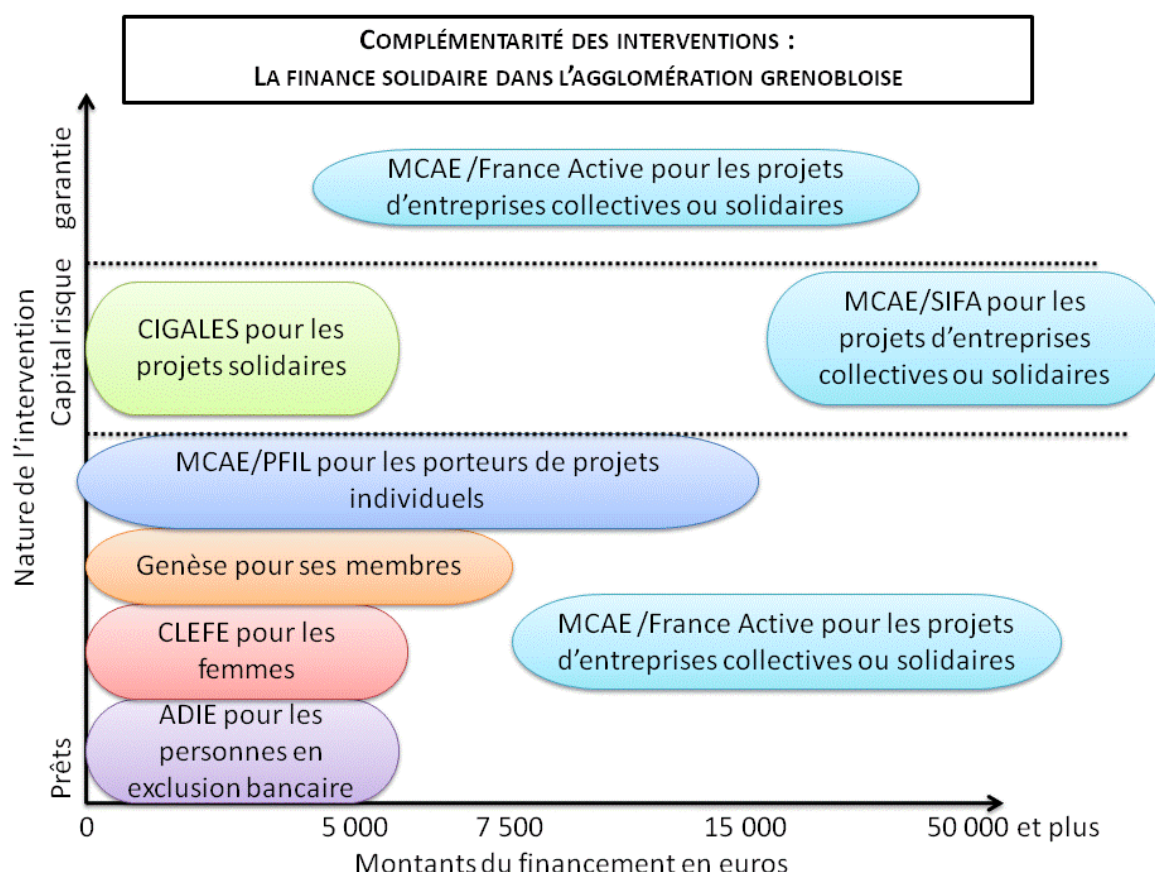 COMPLÉMENTARITÉ DES INTERVENTIONS :
LA FINANCE SOLIDAIRE DANS L'AGGLOMÉRATION GRENOBLOISE
Nature de l'intervention
garantie
MCAE /France Active pour les projets
d'entreprises collectives ou solidaires
Capital risque
CIGALES pour les
projets solidaires
MCAE/SIFA pour les
projets d'entreprises
collectives ou solidaires
Prêts
MCAE/PFIL pour les porteurs de projets
individuels
Genèse pour ses membres
CLEFE pour les
femmes
MCAE /France Active pour les projets
d'entreprises collectives ou solidaires
ADIE pour les
personnes en
exclusion bancaire
0 5 000 7 500 15 000 50 000 et plus
Montants du financement en euros